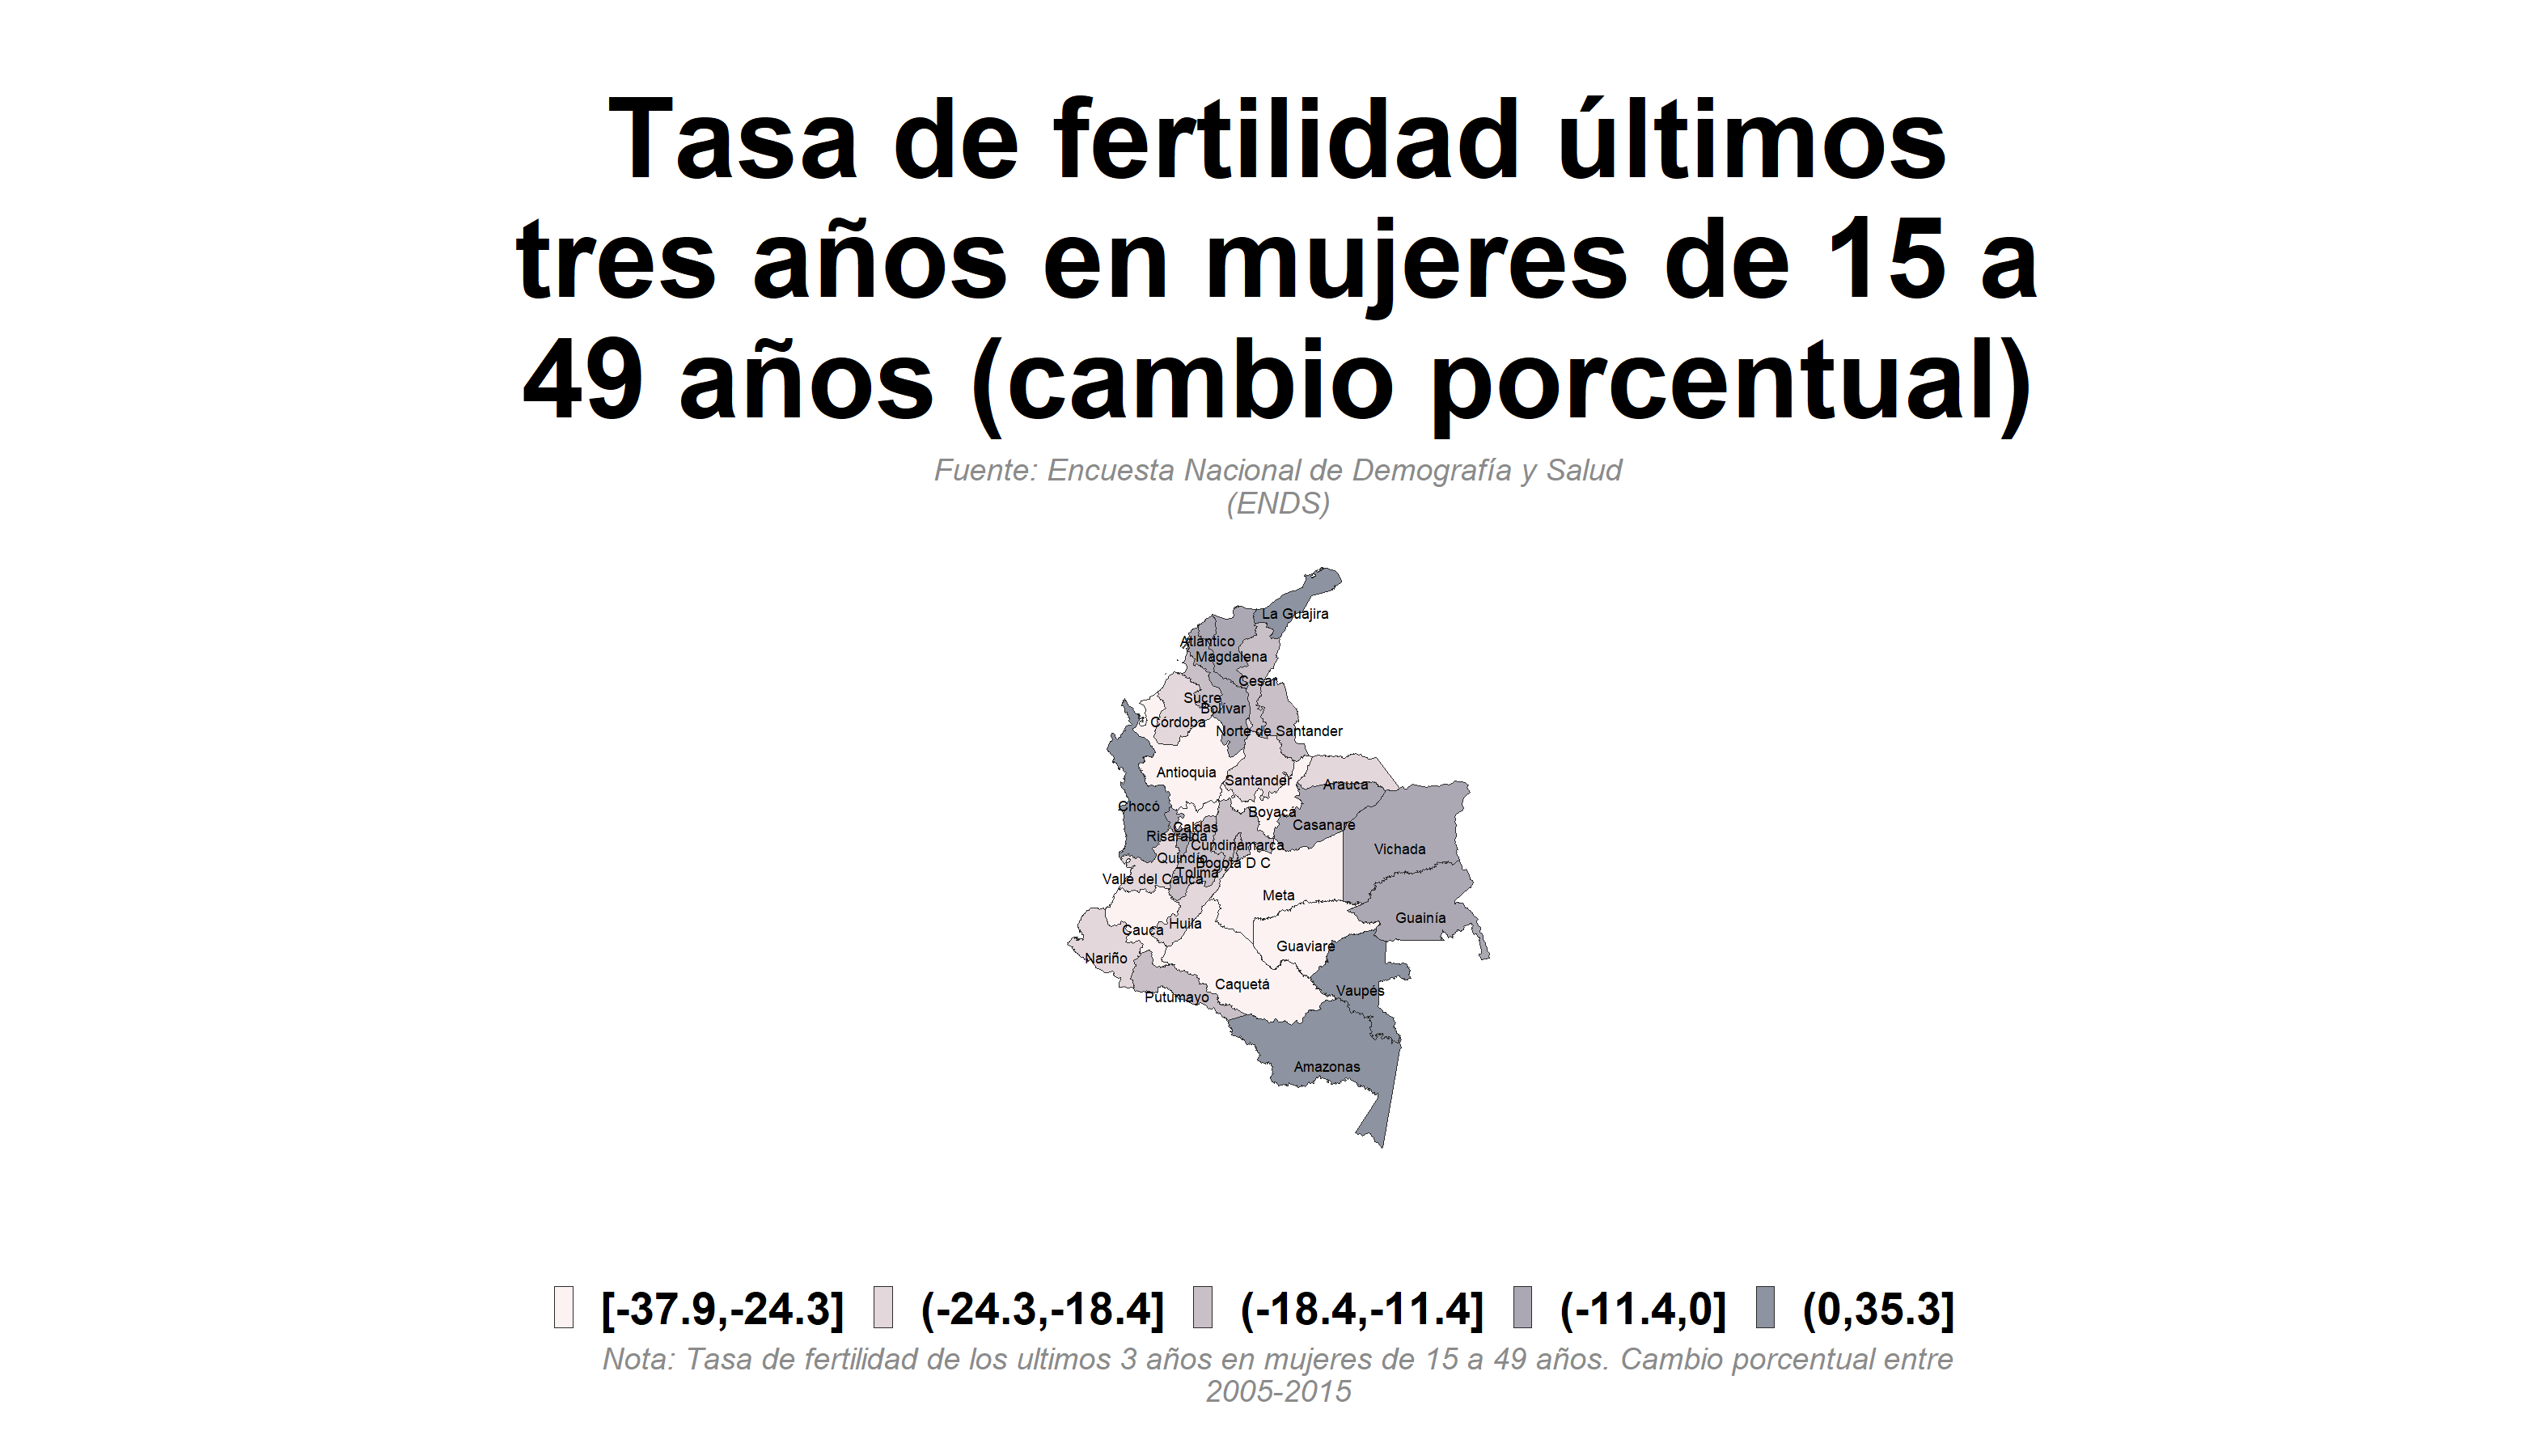 Tasa de fertilidad últimos
tres años en mujeres de 15 a
49 años (cambio porcentual)
Fuente: Encuesta Nacional de Demografía y Salud
(ENDS)
La Guajira
Atlántico
Magdalena
Cesar
Sucre
Bolívar
Córdoba
Norte de Santander
Antioquia
Santander
Arauca
Chocó
Boyacá
Casanare
Caldas
Risaralda
Cundinamarca
Vichada
Quindío
Bogotá D C
Tolima
Valle del Cauca
Meta
Guainía
Huila
Cauca
Guaviare
Nariño
Caquetá
Vaupés
Putumayo
Amazonas
[-37.9,-24.3] (-24.3,-18.4] (-18.4,-11.4] (-11.4,0] (0,35.3]
Nota: Tasa de fertilidad de los ultimos 3 años en mujeres de 15 a 49 años. Cambio porcentual entre
2005-2015